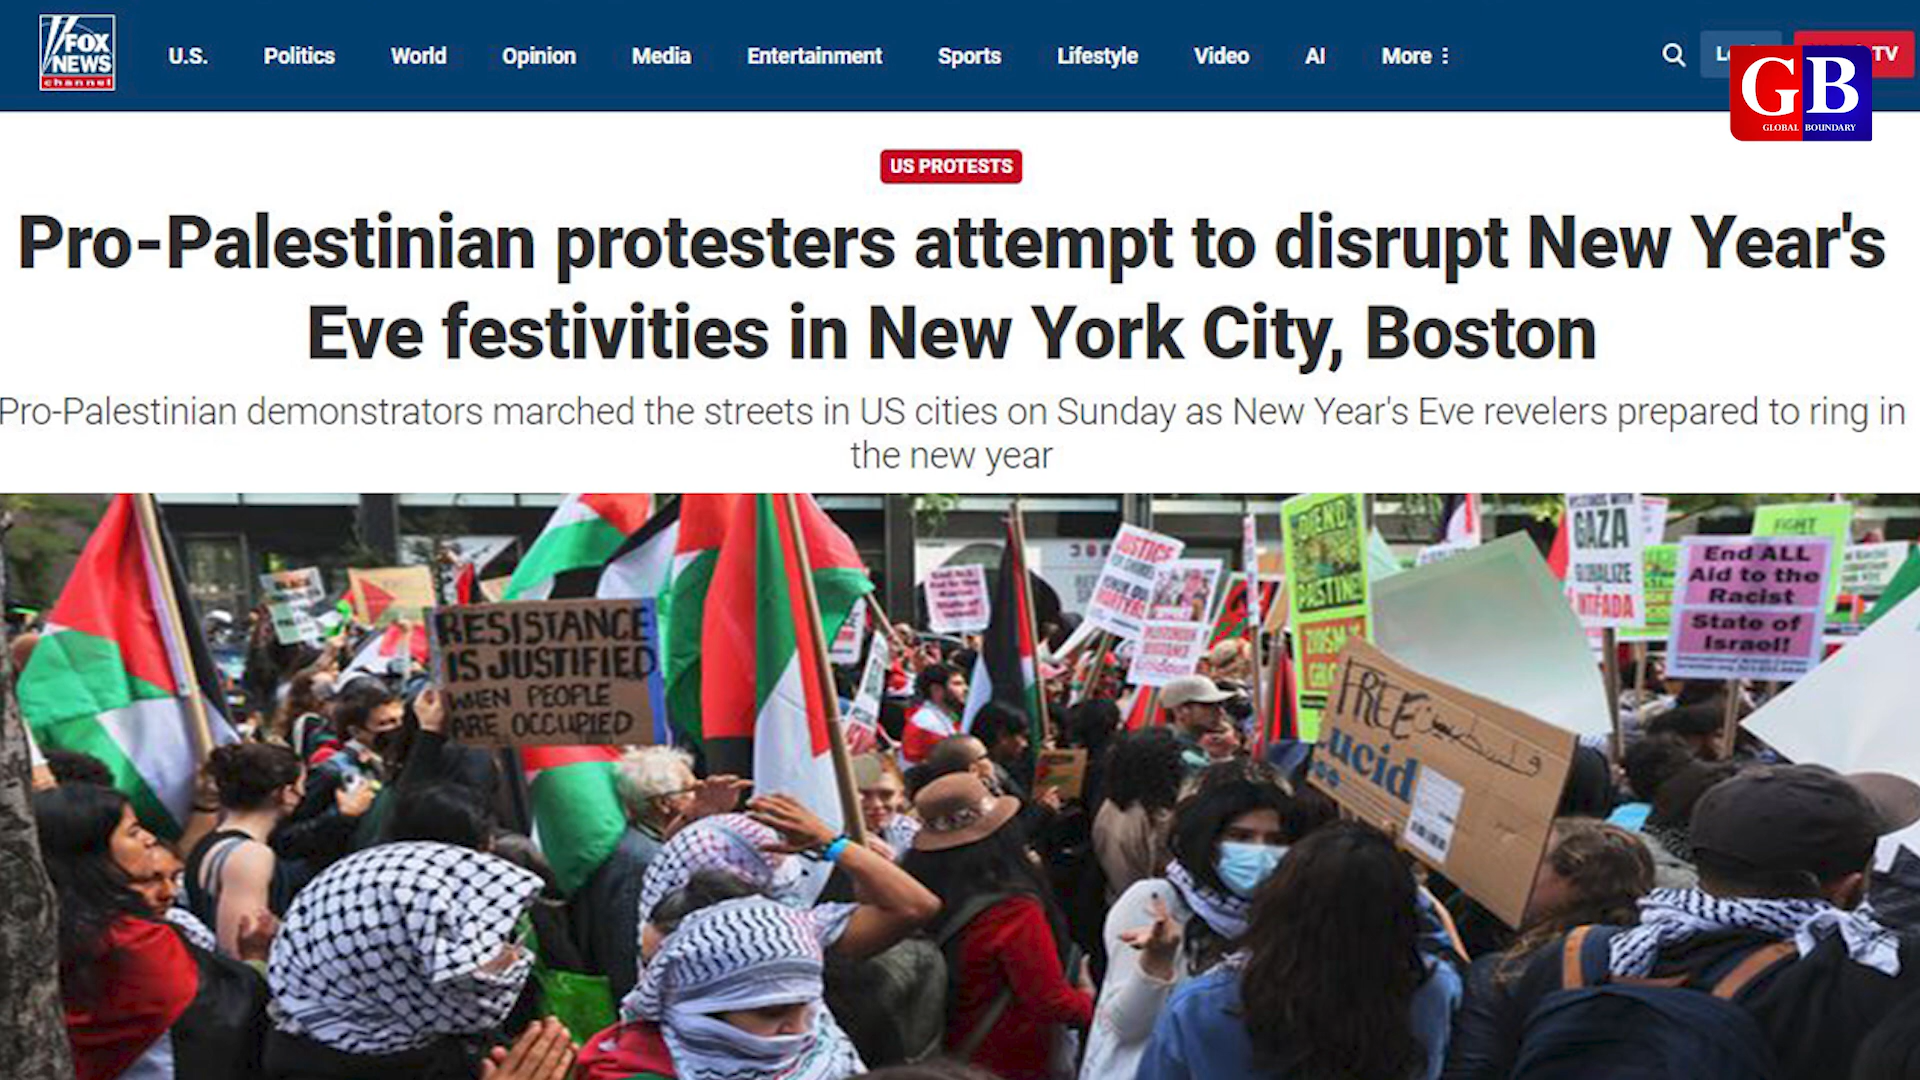 FOX
NEWS
channel
U.S. Politics World Opinion Media Entertainment Sports Lifestyle Video AI More
TV
GB
GLOBAL BOUNDARY
US PROTESTS
Pro-Palestinian protesters attempt to disrupt New Year's
Eve festivities in New York City, Boston
Pro-Palestinian demonstrators marched the streets in US cities on Sunday as New Year's Eve revelers prepared to ring in
the new year
RESISTANCE
IS JUSTIFIED
WHEN PEOPLE
ARE OCCUPIED
JUSTICE
GAZA
GLOBALIZE
INTIFADA
FIGHT
End ALL
Aid to the
Racist
State of
Israel!
FREE فلسطين
ucid